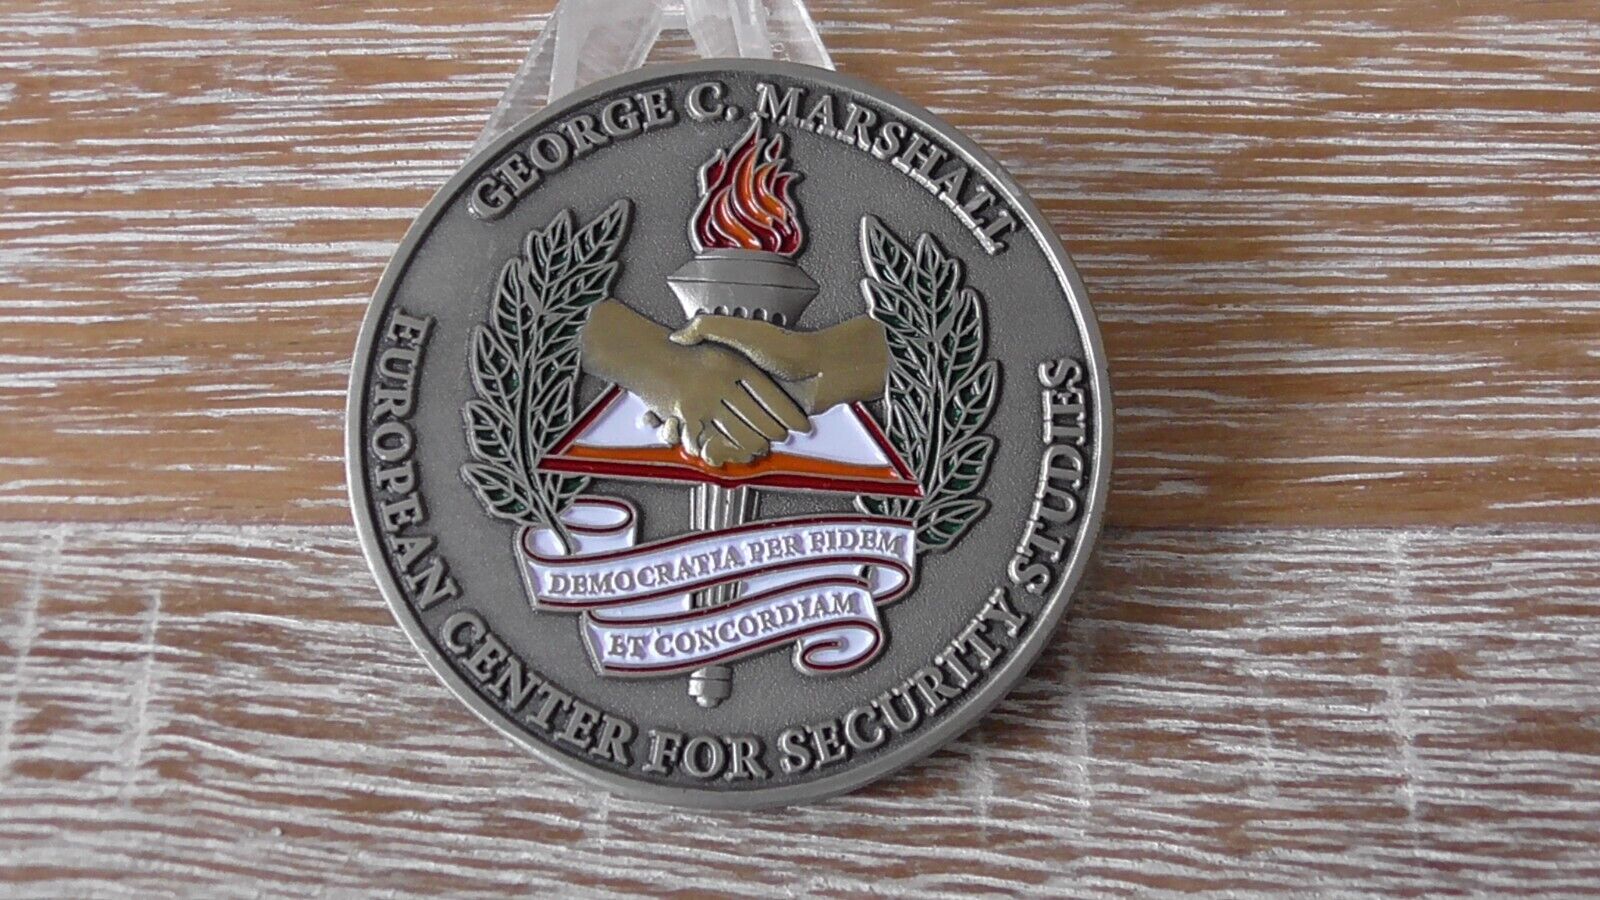 GEORGE C. MARSHALL
EUROPEAN CENTER FOR SECURITY STUDIES
DEMOCRATIA PER FIDEM
ET CONCORDIAM